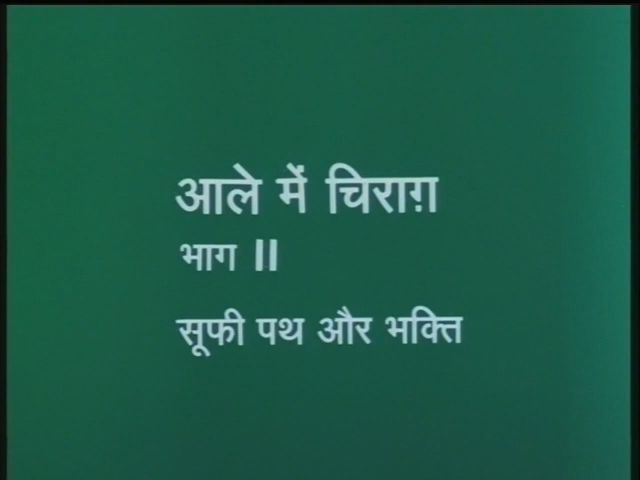 आले में चिराग़
भाग II
सूफी पथ और भक्ति